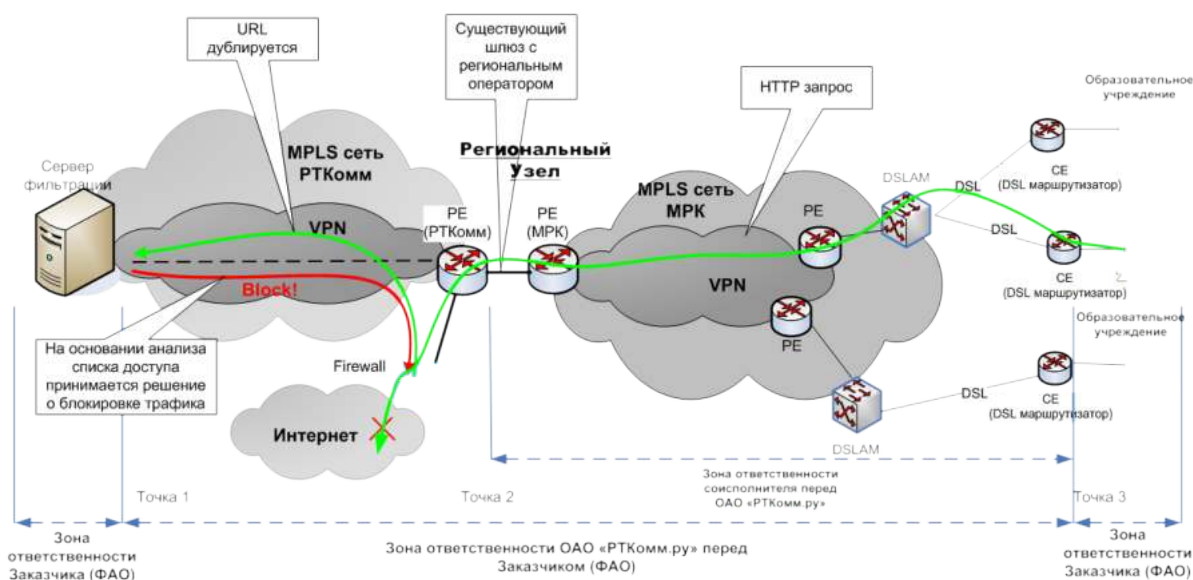 URL
дублируется
Существующий
шлюз с
региональным
оператором
HTTP запрос
Образовательное
учреждение
Сервер
фильтрации
MPLS сеть
РТКомм
Региональный
Узел
MPLS сеть
МРК
DSLAM
DSL
CE
(DSL маршрутизатор)
VPN
PE
(РТКомм)
PE
(МРК)
PE
DSL
Block!
VPN
CE
(DSL маршрутизатор)
Образовательное
учреждение
На основании анализа
списка доступа
принимается решение
о блокировке трафика
Firewall
PE
DSL
CE
(DSL маршрутизатор)
Интернет
DSLAM
Зона ответственности
соисполнителя перед
ОАО «РТКомм.ру»
Точка 1
Точка 2
Точка 3
Зона
ответственности
Заказчика (ФАО)
Зона ответственности ОАО «РТКомм.ру» перед
Заказчиком (ФАО)
Зона
ответственности
Заказчика (ФАО)